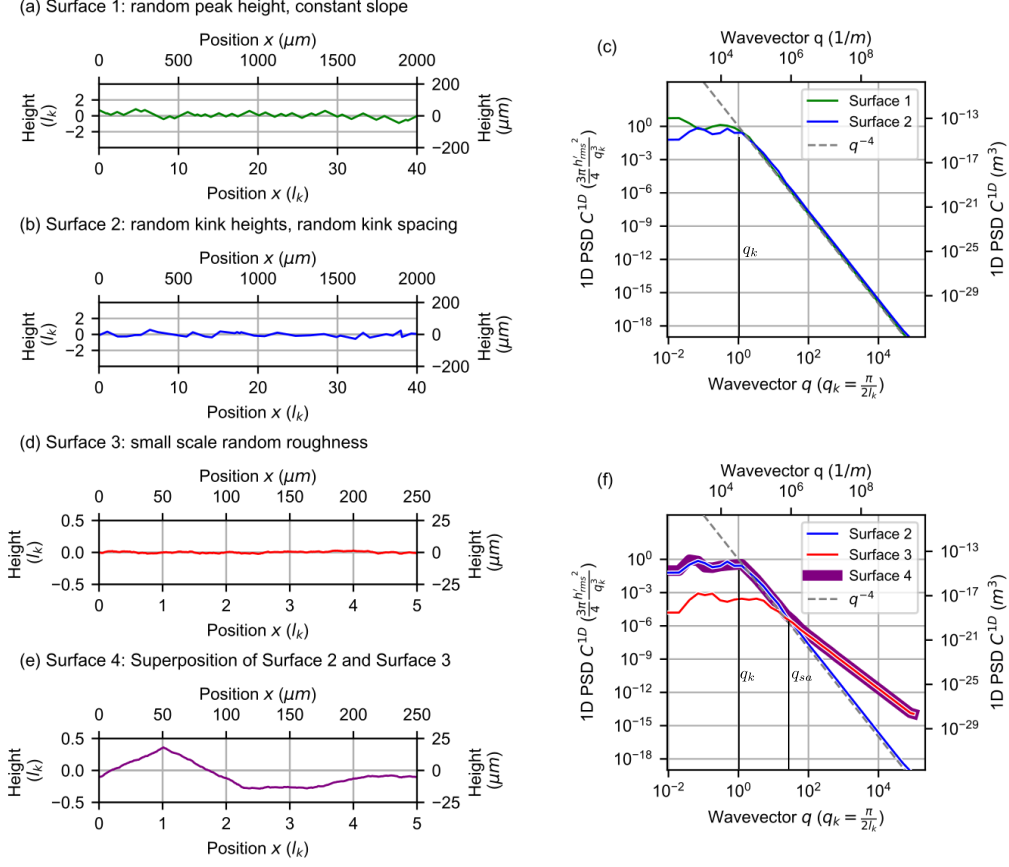 (a) Surface 1: random peak height, constant slope
Position x (μm)
0 500 1000 1500 2000
Height (l_k)
2
0
−2
200
0
−200
Height (μm)
0 10 20 30 40
Position x (l_k)
(b) Surface 2: random kink heights, random kink spacing
Position x (μm)
0 500 1000 1500 2000
Height (l_k)
2
0
−2
200
0
−200
Height (μm)
0 10 20 30 40
Position x (l_k)
(c)
Wavevector q (1/m)
10^4 10^6 10^8
Surface 1
Surface 2
q^−4
1D PSD C^1D (3π/4 h'_rms^2/q_k^3)
10^0
10^−3
10^−6
10^−9
10^−12
10^−15
10^−18
q_k
10^−13
10^−17
10^−21
10^−25
10^−29
1D PSD C^1D (m^3)
10^−2 10^0 10^2 10^4
Wavevector q (q_k = π/2l_k)
(d) Surface 3: small scale random roughness
Position x (μm)
0 50 100 150 200 250
Height (l_k)
0.5
0.0
−0.5
25
0
−25
Height (μm)
0 1 2 3 4 5
Position x (l_k)
(e) Surface 4: Superposition of Surface 2 and Surface 3
Position x (μm)
0 50 100 150 200 250
Height (l_k)
0.5
0.0
−0.5
25
0
−25
Height (μm)
0 1 2 3 4 5
Position x (l_k)
(f)
Wavevector q (1/m)
10^4 10^6 10^8
Surface 2
Surface 3
Surface 4
q^−4
1D PSD C^1D (3π/4 h'_rms^2/q_k^3)
10^0
10^−3
10^−6
10^−9
10^−12
10^−15
10^−18
q_k
q_sa
10^−13
10^−17
10^−21
10^−25
10^−29
1D PSD C^1D (m^3)
10^−2 10^0 10^2 10^4
Wavevector q (q_k = π/2l_k)